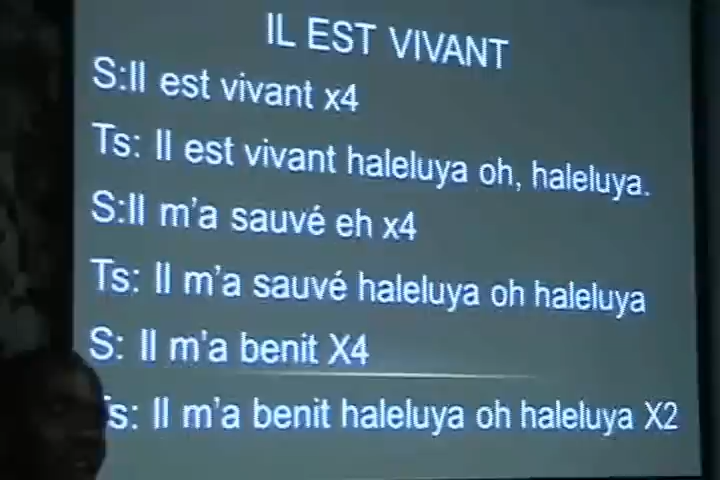 IL EST VIVANT
S:Il est vivant x4
Ts: Il est vivant haleluya oh, haleluya.
S:Il m'a sauvé eh x4
Ts: Il m'a sauvé haleluya oh haleluya
S: Il m'a benit X4
Ts: Il m'a benit haleluya oh haleluya X2